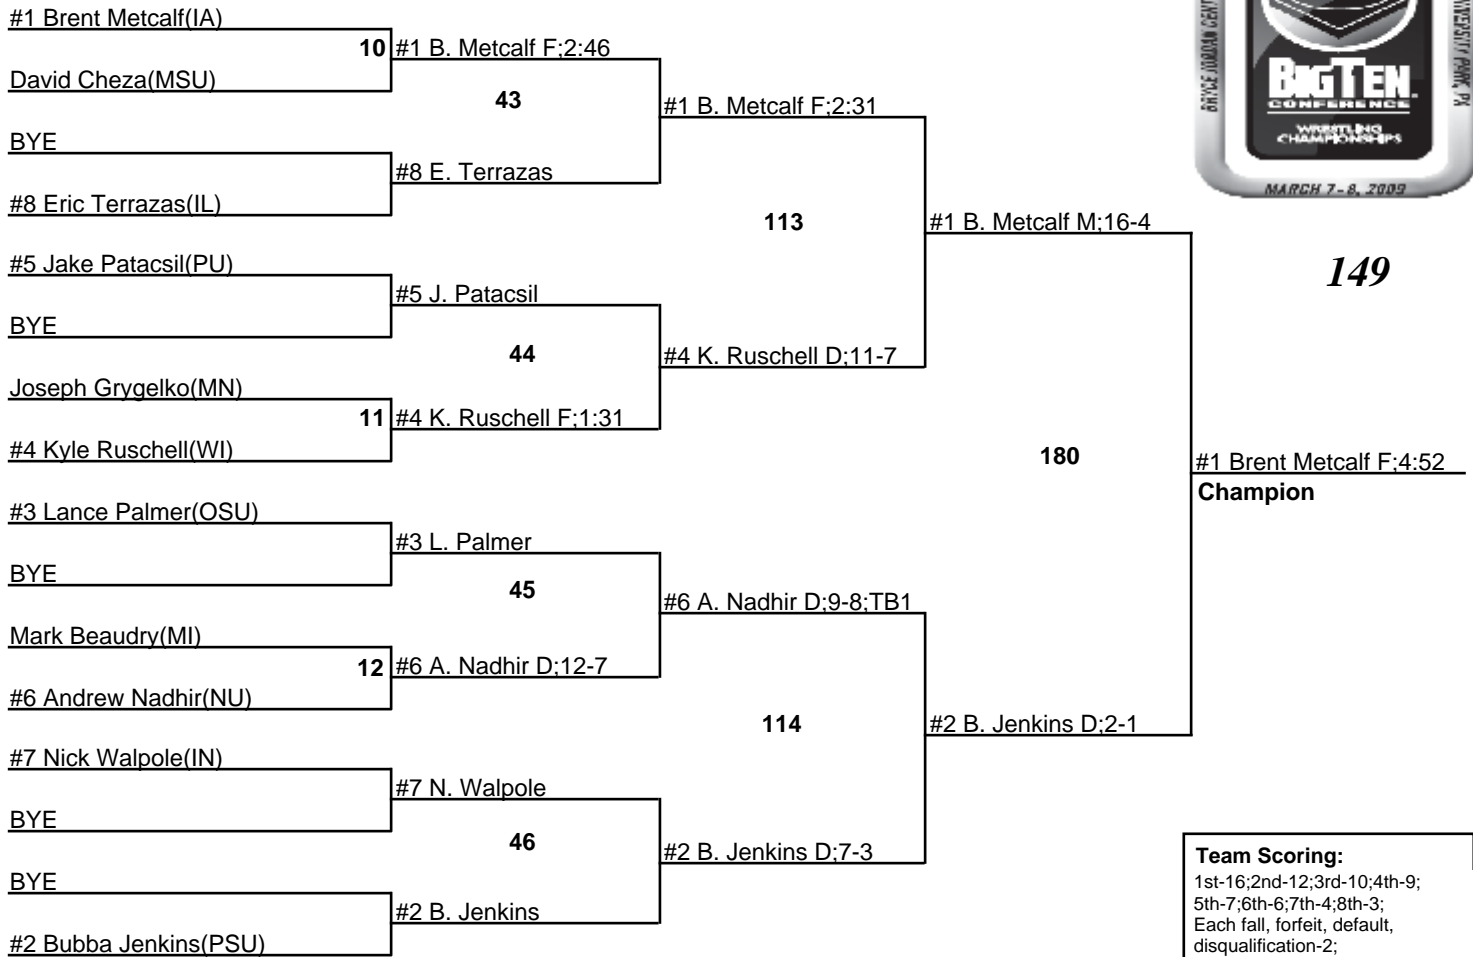 #1 Brent Metcalf(IA)
10
#1 B. Metcalf F;2:46
David Cheza(MSU)
43
#1 B. Metcalf F;2:31
BYE
#8 E. Terrazas
#8 Eric Terrazas(IL)
113
#1 B. Metcalf M;16-4
#5 Jake Patacsil(PU)
#5 J. Patacsil
BYE
44
#4 K. Ruschell D;11-7
Joseph Grygelko(MN)
11
#4 K. Ruschell F;1:31
#4 Kyle Ruschell(WI)
180
#1 Brent Metcalf F;4:52
Champion
#3 Lance Palmer(OSU)
#3 L. Palmer
BYE
45
#6 A. Nadhir D;9-8;TB1
Mark Beaudry(MI)
12
#6 A. Nadhir D;12-7
#6 Andrew Nadhir(NU)
114
#2 B. Jenkins D;2-1
#7 Nick Walpole(IN)
#7 N. Walpole
BYE
46
#2 B. Jenkins D;7-3
BYE
#2 B. Jenkins
#2 Bubba Jenkins(PSU)
BRYCE JORDAN CENT
UNIVERSITY PARK, PA
BIG TEN
CONFERENCE
WRESTLING
CHAMPIONSHIPS
MARCH 7-8, 2009
149
Team Scoring:
1st-16;2nd-12;3rd-10;4th-9;
5th-7;6th-6;7th-4;8th-3;
Each fall, forfeit, default,
disqualification-2;